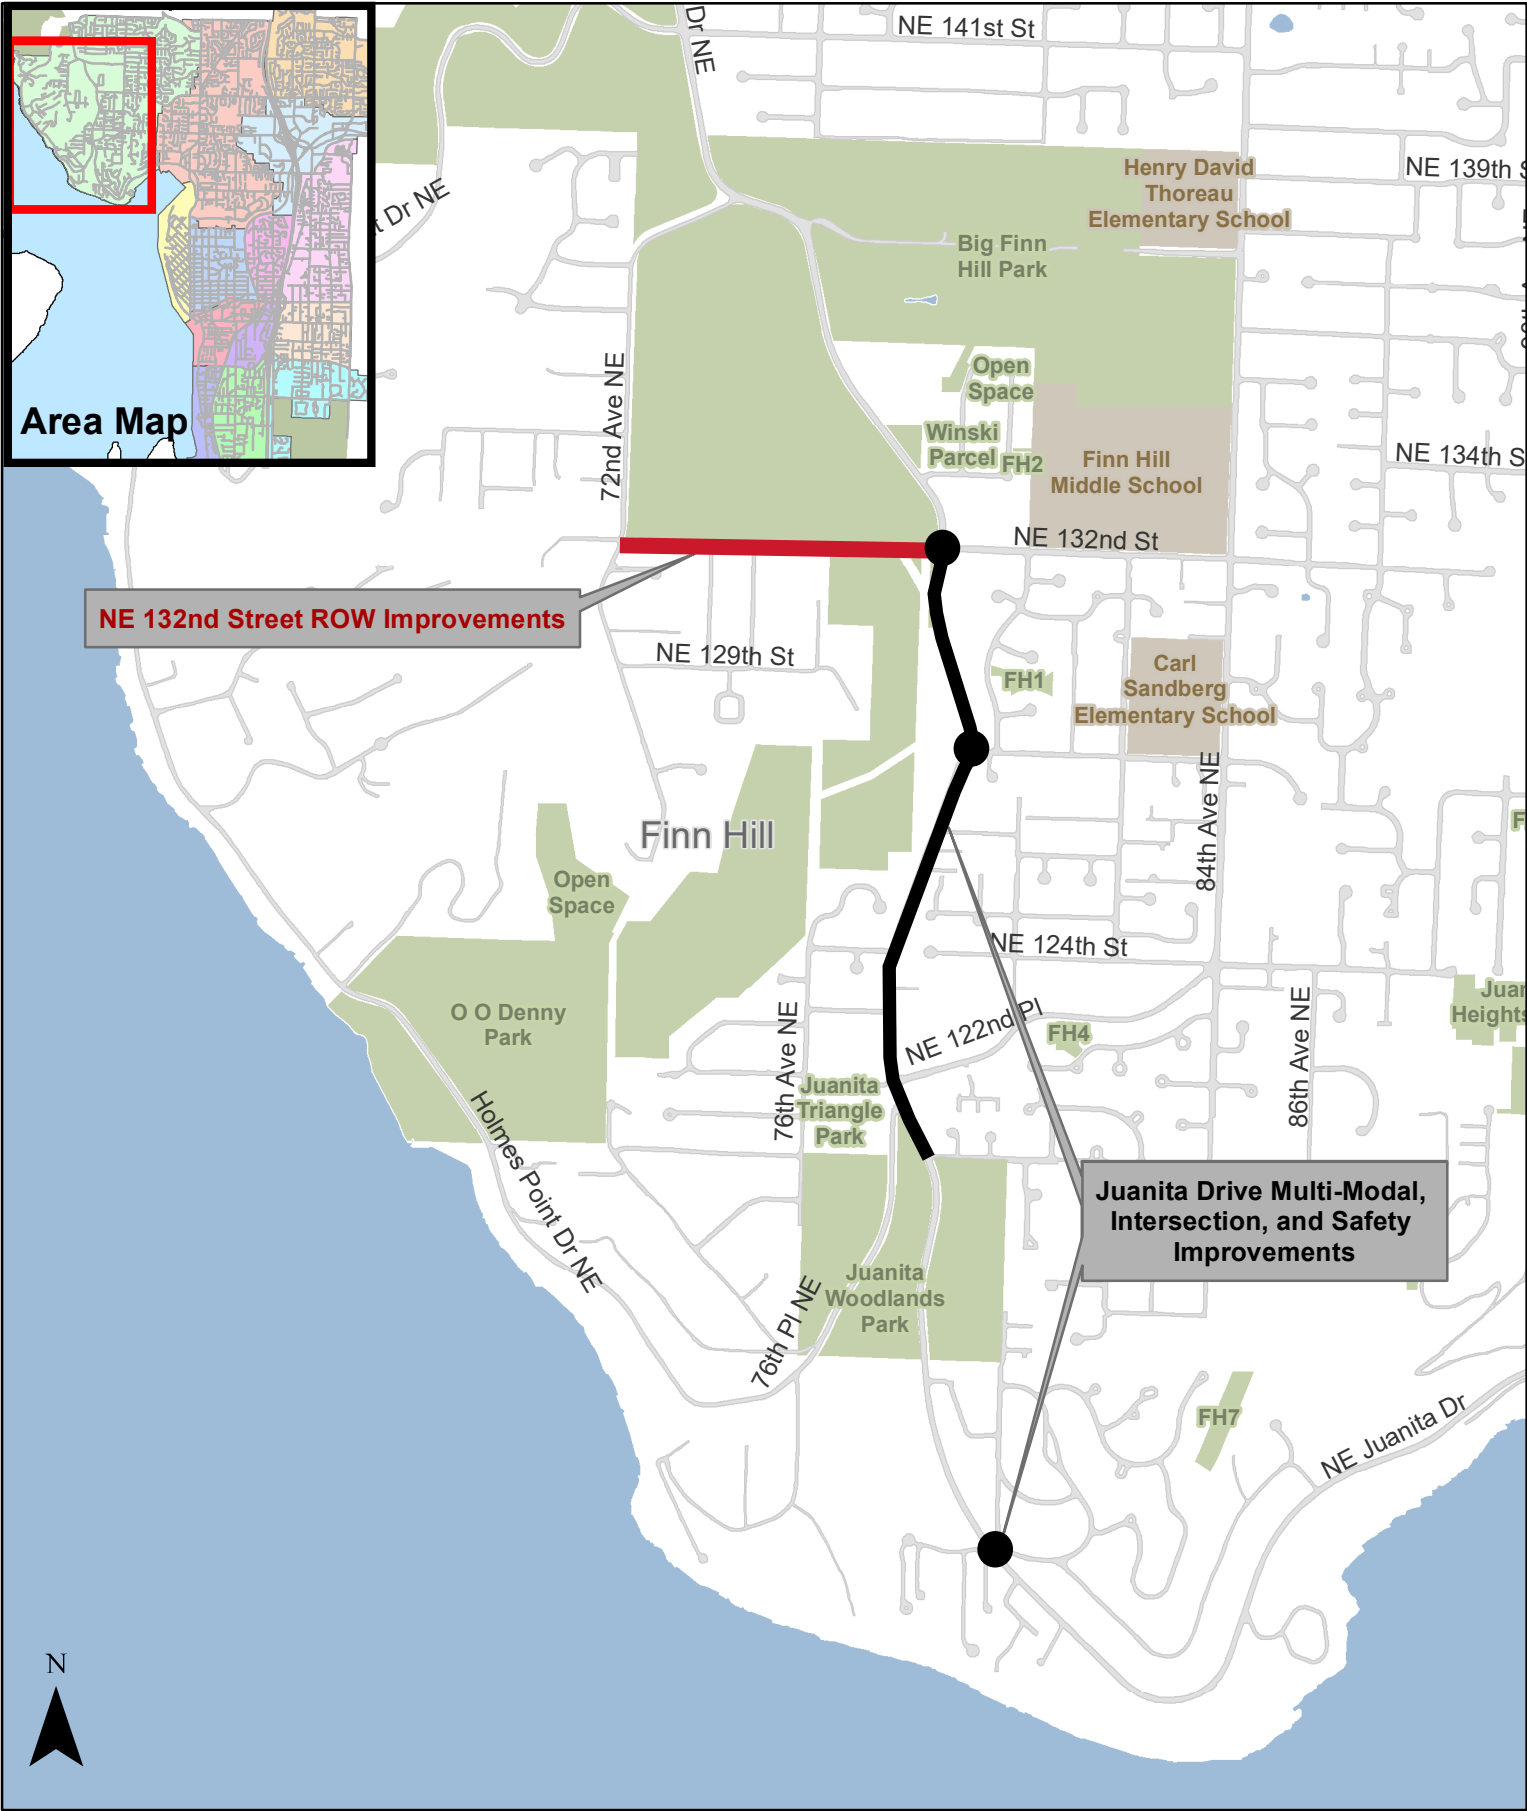 Area Map
Dr NE
NE 141st St
NE 139th S
Henry David
Thoreau
Elementary School
t Dr NE
Big Finn
Hill Park
Open
Space
72nd Ave NE
Winski
Parcel
FH2
Finn Hill
Middle School
NE 134th S
NE 132nd St
NE 132nd Street ROW Improvements
NE 129th St
FH1
Carl
Sandberg
Elementary School
84th Ave NE
Finn Hill
F
Open
Space
NE 124th St
O O Denny
Park
76th Ave NE
NE 122nd Pl
FH4
86th Ave NE
Juan
Heights
Juanita
Triangle
Park
Holmes Point Dr NE
Juanita Drive Multi-Modal,
Intersection, and Safety
Improvements
Juanita
Woodlands
Park
76th Pl NE
FH7
NE Juanita Dr
N